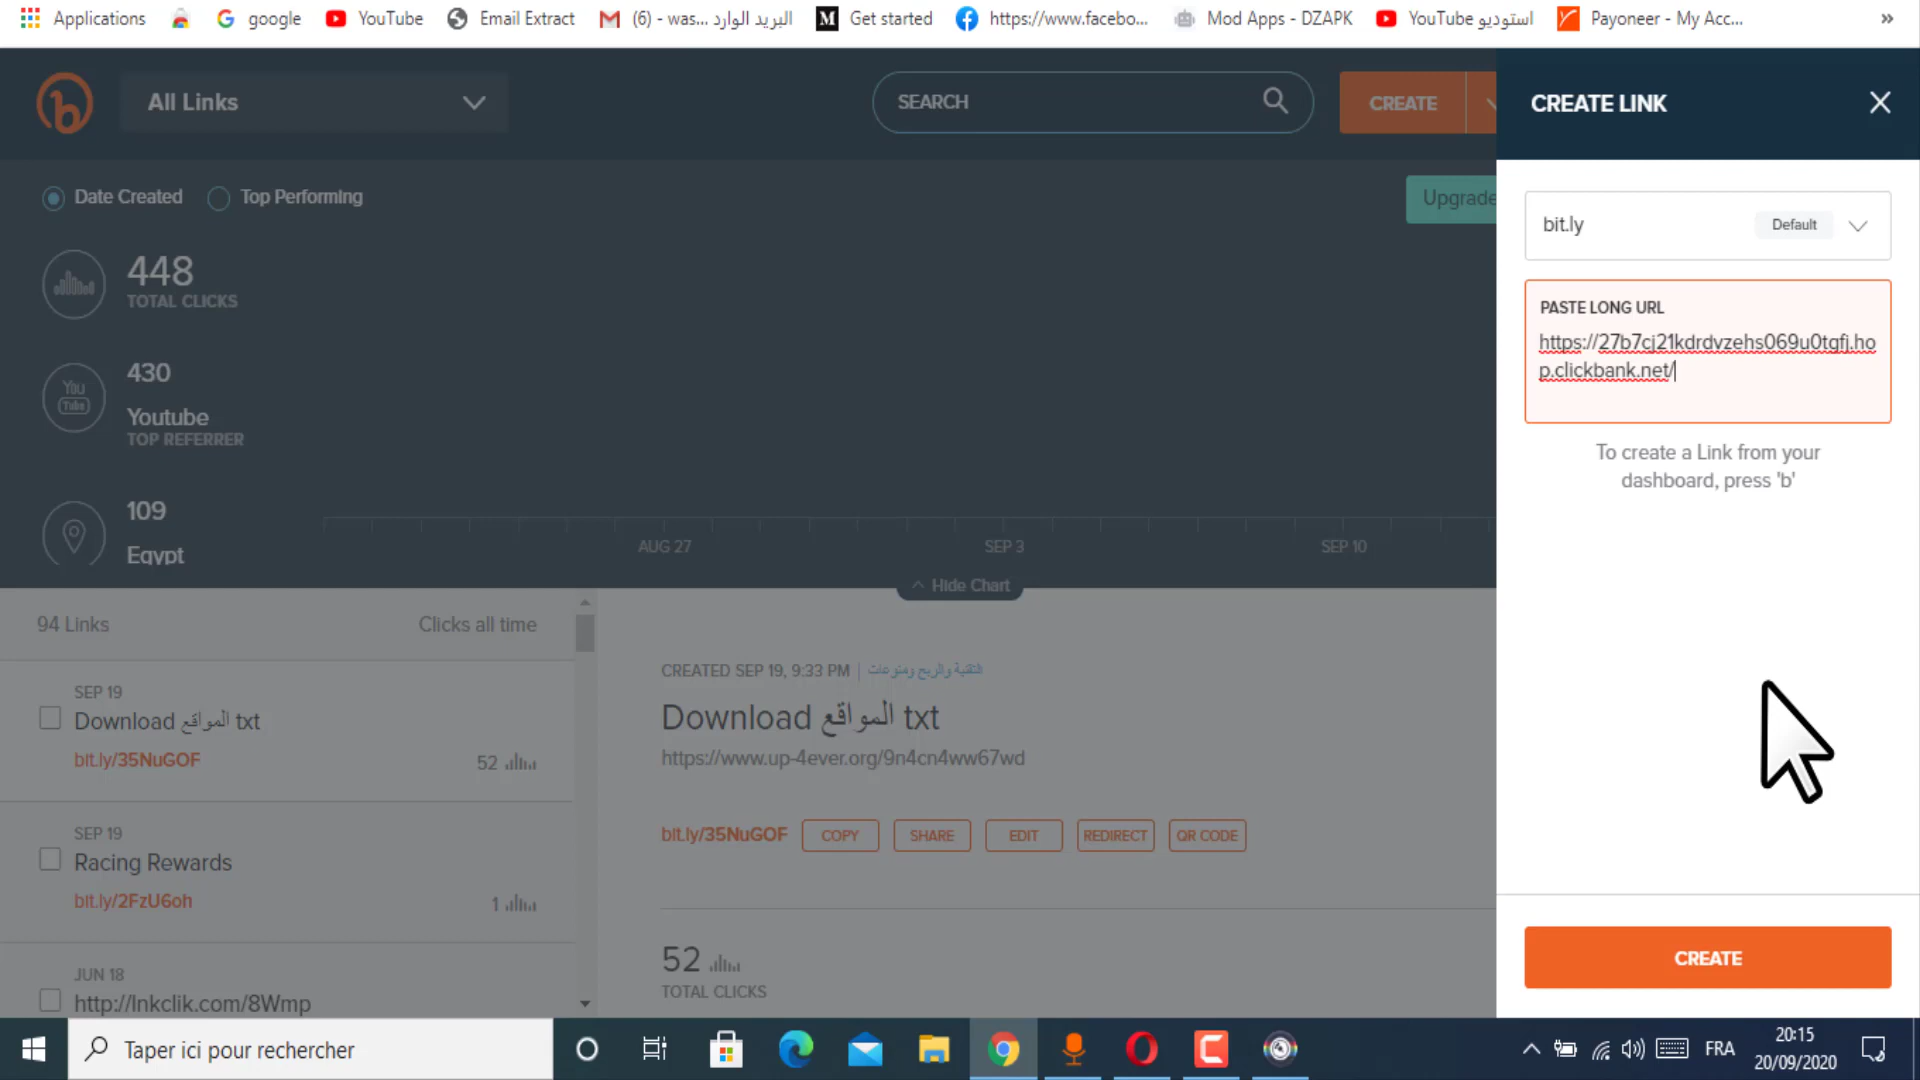 Applications
google
YouTube
Email Extract
(6) - was... البريد الوارد
Get started
https://www.facebo...
Mod Apps - DZAPK
استوديو YouTube
Payoneer - My Acc...
»
All Links
SEARCH
CREATE
CREATE LINK
Date Created
Top Performing
Upgrade
bit.ly
Default
448
TOTAL CLICKS
PASTE LONG URL
https://27b7cj21kdrdvzehs069u0tgfj.ho
p.clickbank.net/
You
Tube
430
Youtube
TOP REFERRER
To create a Link from your
dashboard, press 'b'
109
Egypt
AUG 27
SEP 3
SEP 10
Hide Chart
94 Links
Clicks all time
SEP 19
Download المواقع txt
bit.ly/35NuGOF
52
SEP 19
Racing Rewards
bit.ly/2FzU6oh
1
JUN 18
http://lnkclik.com/8Wmp
CREATED SEP 19, 9:33 PM | التقنية والربح ومنوعات
Download المواقع txt
https://www.up-4ever.org/9n4cn4ww67wd
bit.ly/35NuGOF
COPY
SHARE
EDIT
REDIRECT
QR CODE
52
TOTAL CLICKS
CREATE
Taper ici pour rechercher
FRA
20:15
20/09/2020